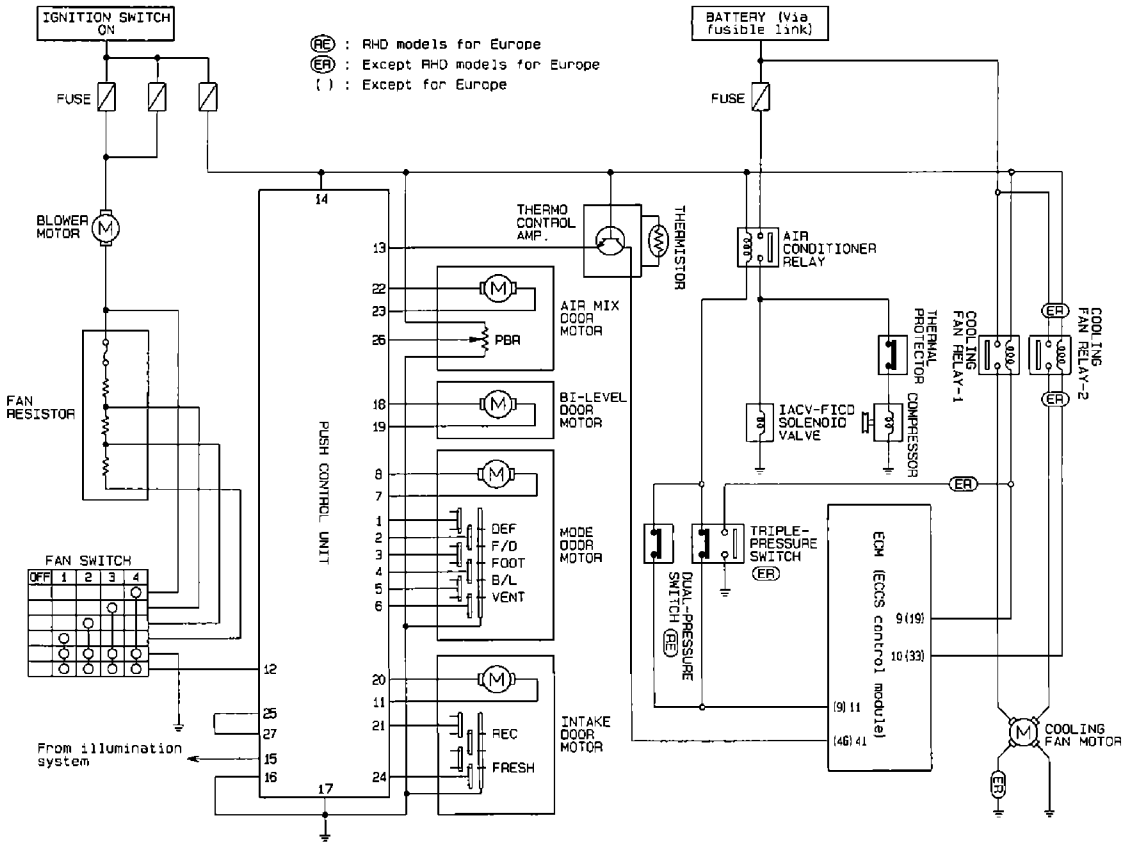 IGNITION SWITCH
ON
BATTERY (Via
fusible link)
RE : RHD models for Europe
ER : Except RHD models for Europe
( ) : Except for Europe
FUSE
FUSE
BLOWER
MOTOR
14
THERMO
CONTROL
AMP.
THERMISTOR
13
AIR
CONDITIONER
RELAY
22
23
26
PBR
AIR MIX
DOOR
MOTOR
THERMAL
PROTECTOR
COOLING
FAN RELAY-1
COOLING
FAN RELAY-2
ER
ER
FAN
RESISTOR
18
19
BI-LEVEL
DOOR
MOTOR
IACV-FICD
SOLENOID
VALVE
COMPRESSOR
PUSH CONTROL UNIT
8
7
1
2
3
4
5
6
DEF
F/D
FOOT
B/L
VENT
MODE
DOOR
MOTOR
ER
TRIPLE-
PRESSURE
SWITCH
ER
DUAL-PRESSURE
SWITCH RE
ECM (ECCS control
module)
9 (19)
10 (33)
(9) 11
(46) 41
FAN SWITCH
OFF 1 2 3 4
12
25
27
15
16
17
20
11
21
24
REC
FRESH
INTAKE
DOOR
MOTOR
From illumination
system
M
M
M
M
M
M
COOLING
FAN MOTOR
ER